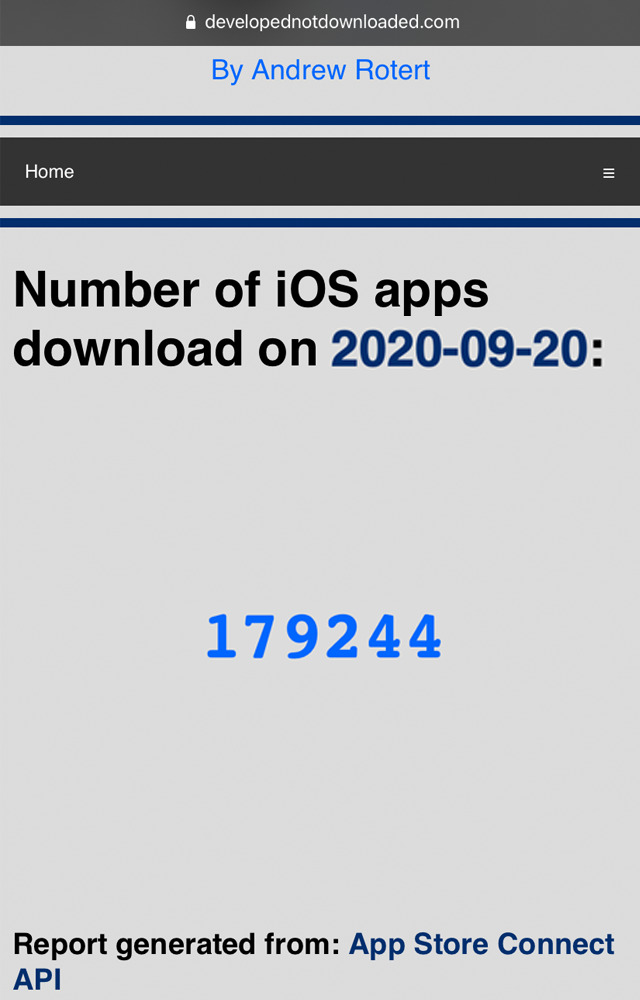 developednotdownloaded.com
By Andrew Rotert
Home
Number of iOS apps
download on 2020-09-20:
179244
Report generated from: App Store Connect
API